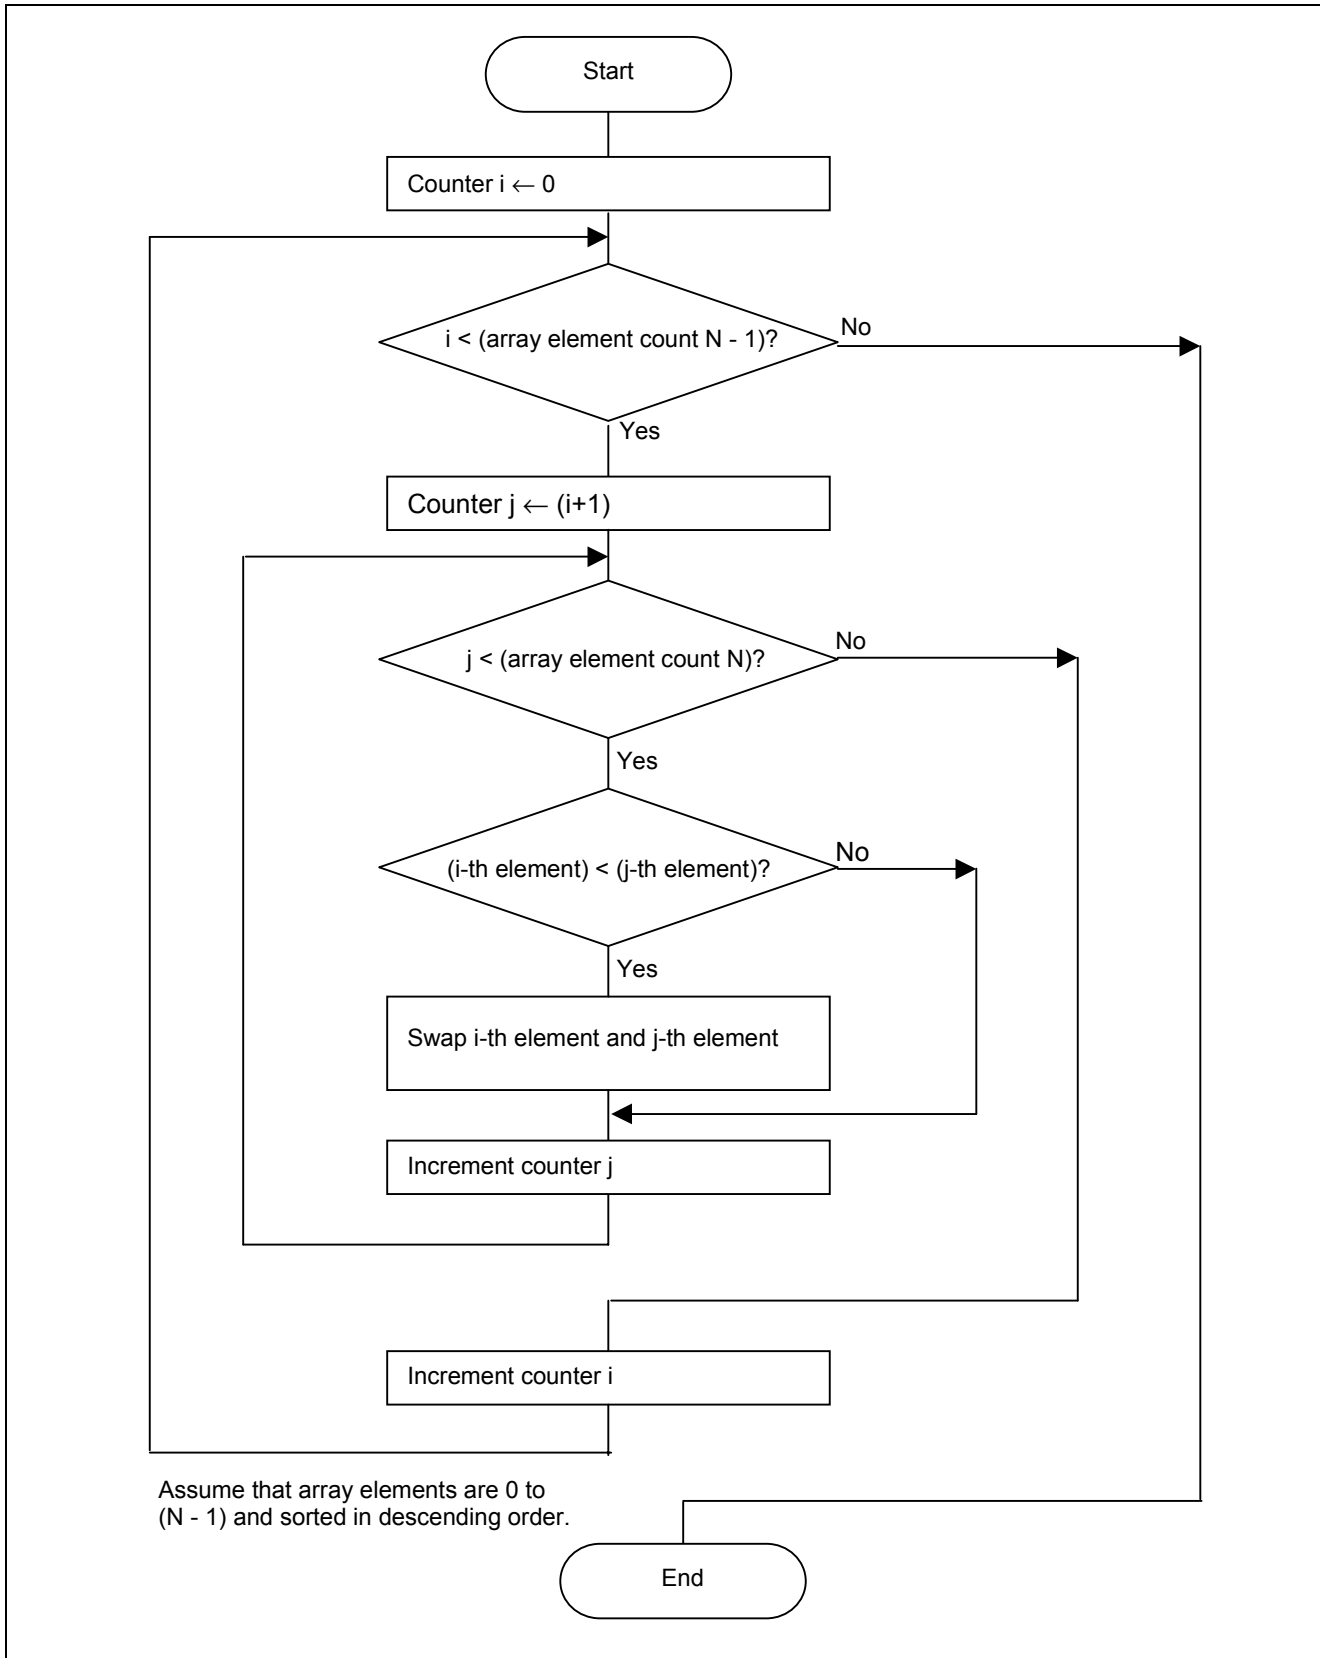 Start
Counter i ← 0
i < (array element count N - 1)?
No
Yes
Counter j ← (i+1)
j < (array element count N)?
No
Yes
(i-th element) < (j-th element)?
No
Yes
Swap i-th element and j-th element
Increment counter j
Increment counter i
Assume that array elements are 0 to
(N - 1) and sorted in descending order.
End